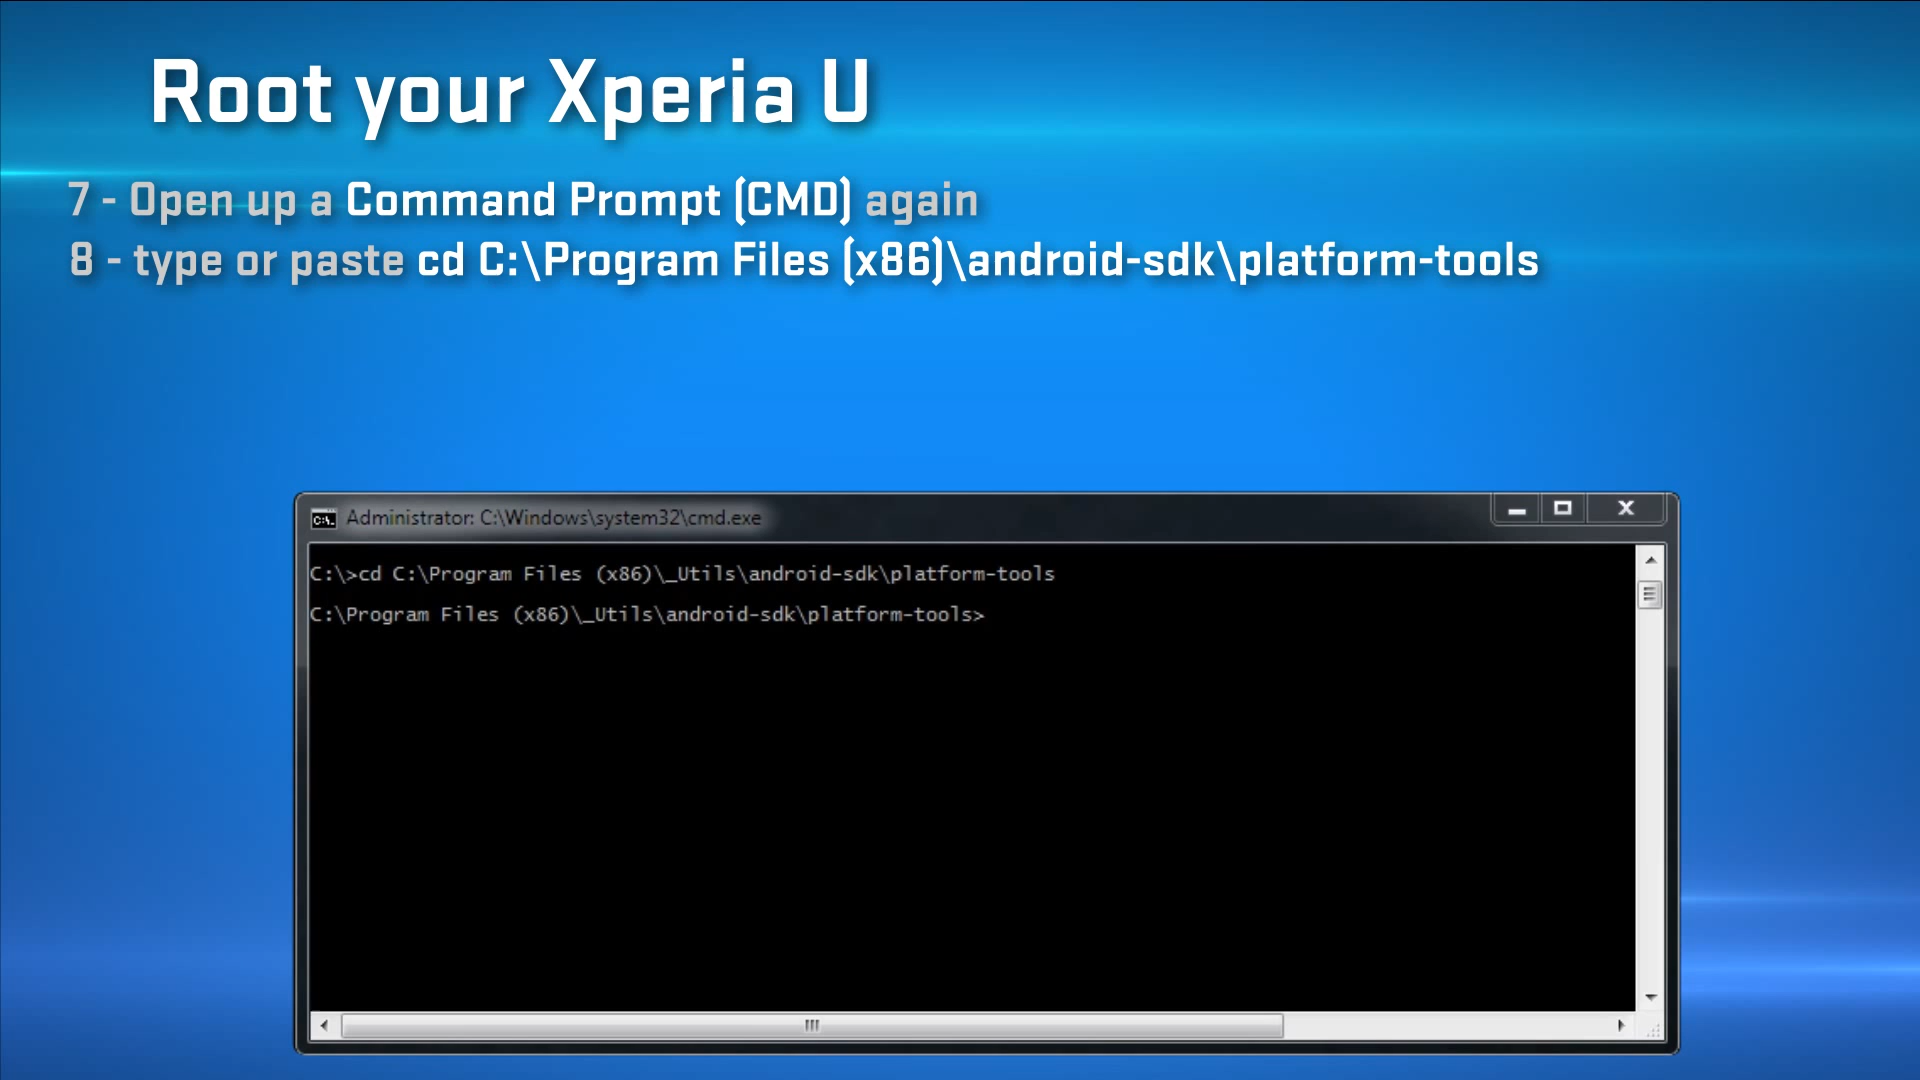 Root your Xperia U
7 - Open up a Command Prompt (CMD) again
8 - type or paste cd C:\Program Files (x86)\android-sdk\platform-tools
Administrator: C:\Windows\system32\cmd.exe
C:\>cd C:\Program Files (x86)\_Utils\android-sdk\platform-tools
C:\Program Files (x86)\_Utils\android-sdk\platform-tools>